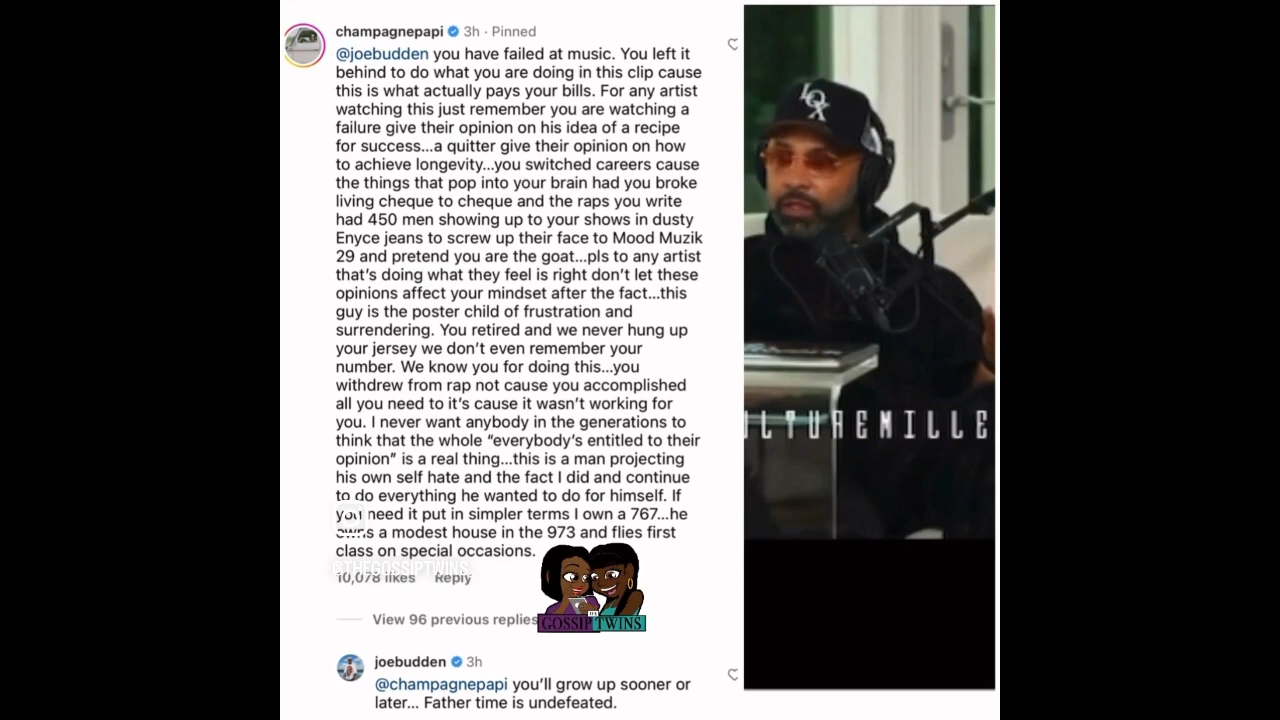 champagnepapi 3h · Pinned
@joebudden you have failed at music. You left it
behind to do what you are doing in this clip cause
this is what actually pays your bills. For any artist
watching this just remember you are watching a
failure give their opinion on his idea of a recipe
for success...a quitter give their opinion on how
to achieve longevity...you switched careers cause
the things that pop into your brain had you broke
living cheque to cheque and the raps you write
had 450 men showing up to your shows in dusty
Enyce jeans to screw up their face to Mood Muzik
29 and pretend you are the goat...pls to any artist
that's doing what they feel is right don't let these
opinions affect your mindset after the fact...this
guy is the poster child of frustration and
surrendering. You retired and we never hung up
your jersey we don't even remember your
number. We know you for doing this...you
withdrew from rap not cause you accomplished
all you need to it's cause it wasn't working for
you. I never want anybody in the generations to
think that the whole "everybody's entitled to their
opinion" is a real thing...this is a man projecting
his own self hate and the fact I did and continue
to do everything he wanted to do for himself. If
you need it put in simpler terms I own a 767...he
owns a modest house in the 973 and flies first
class on special occasions.
@THEGOSSIPTWINS
10,078 likes Reply
GOSSIP TWINS
View 96 previous replies
joebudden 3h
@champagnepapi you'll grow up sooner or
later... Father time is undefeated.
LOX
LTUREMILLE